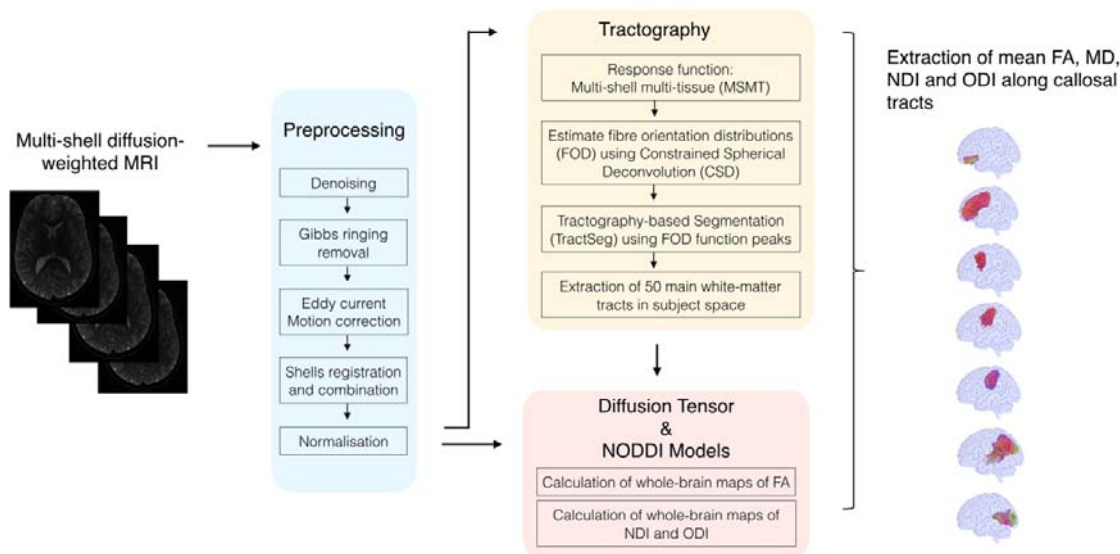 Multi-shell diffusion-
weighted MRI
Preprocessing
Denoising
Gibbs ringing
removal
Eddy current
Motion correction
Shells registration
and combination
Normalisation
Tractography
Response function:
Multi-shell multi-tissue (MSMT)
Estimate fibre orientation distributions
(FOD) using Constrained Spherical
Deconvolution (CSD)
Tractography-based Segmentation
(TractSeg) using FOD function peaks
Extraction of 50 main white-matter
tracts in subject space
Diffusion Tensor
&
NODDI Models
Calculation of whole-brain maps of FA
Calculation of whole-brain maps of
NDI and ODI
Extraction of mean FA, MD,
NDI and ODI along callosal
tracts